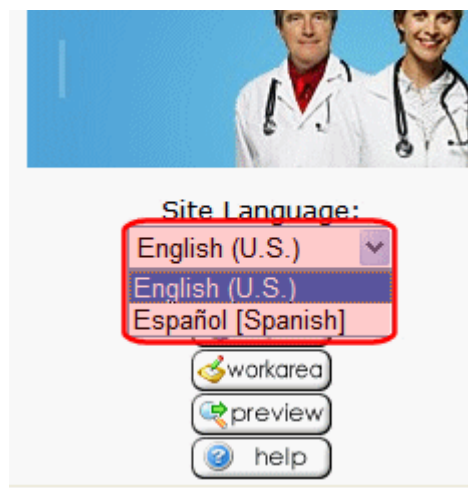 Site Language:
English (U.S.)
English (U.S.)
Español [Spanish]
workarea
preview
help